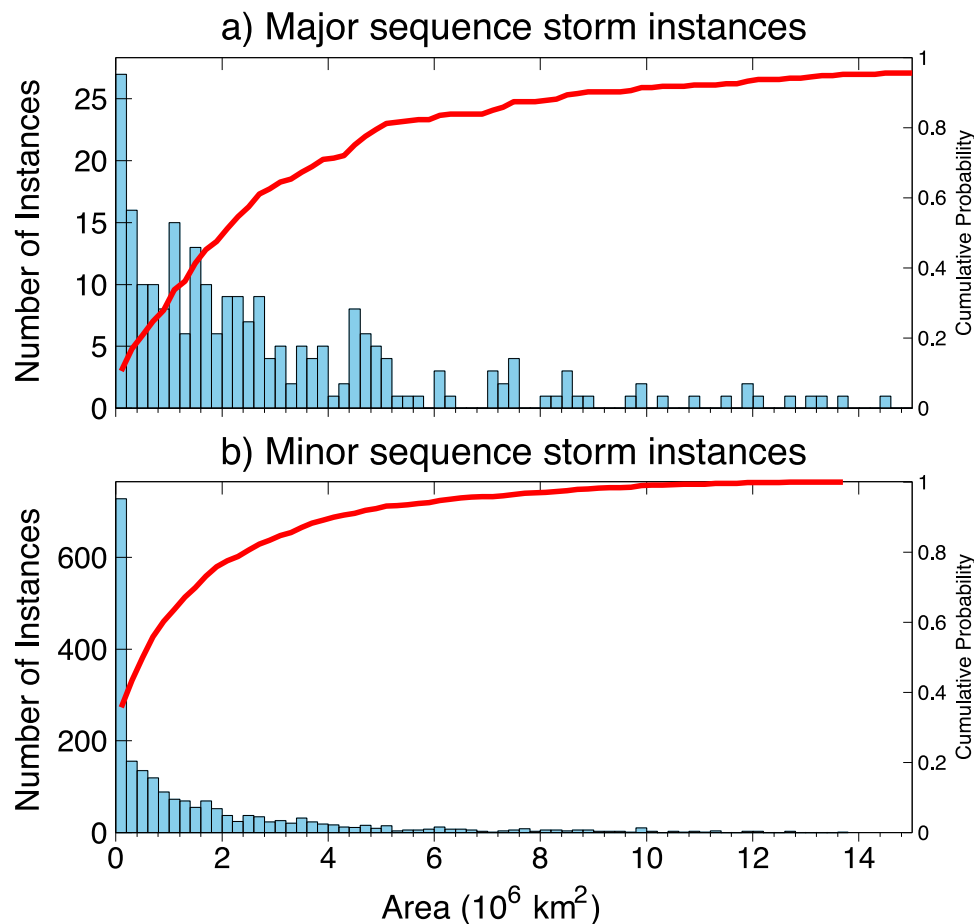 a) Major sequence storm instances
Number of Instances
0
5
10
15
20
25
0
0.2
0.4
0.6
0.8
1
Cumulative Probability
b) Minor sequence storm instances
Number of Instances
0
200
400
600
0
0.2
0.4
0.6
0.8
1
Cumulative Probability
0 2 4 6 8 10 12 14
Area (10⁶ km²)